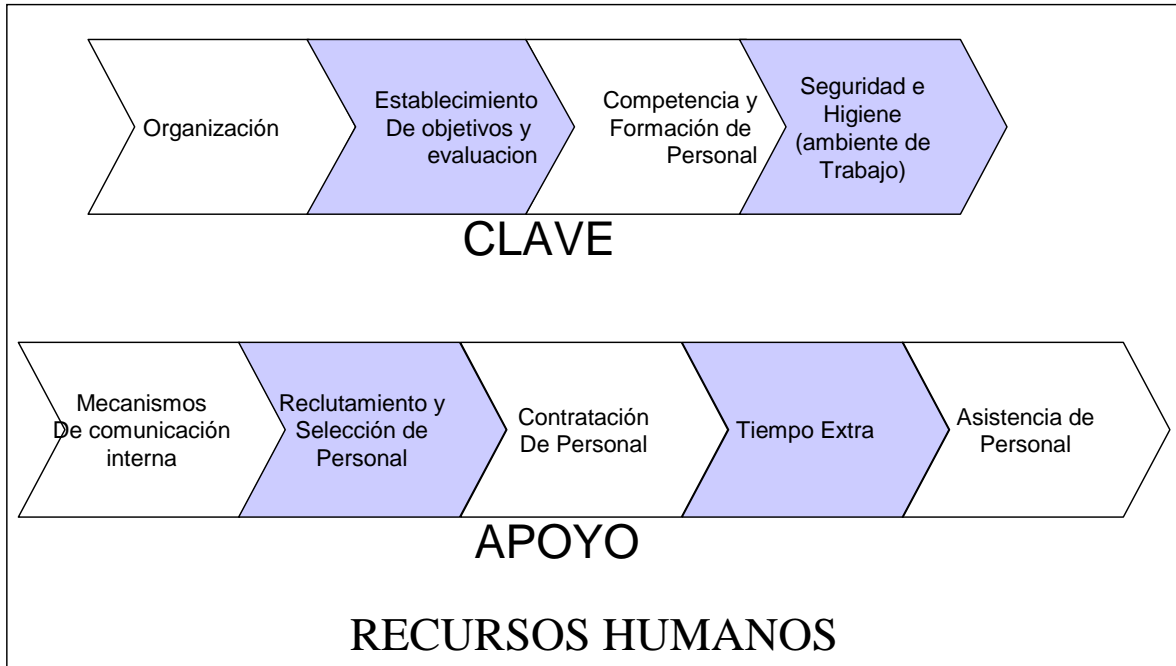 Organización
Establecimiento
De objetivos y
evaluacion
Competencia y
Formación de
Personal
Seguridad e
Higiene
(ambiente de
Trabajo)
CLAVE
Mecanismos
De comunicación
interna
Reclutamiento y
Selección de
Personal
Contratación
De Personal
Tiempo Extra
Asistencia de
Personal
APOYO
RECURSOS HUMANOS